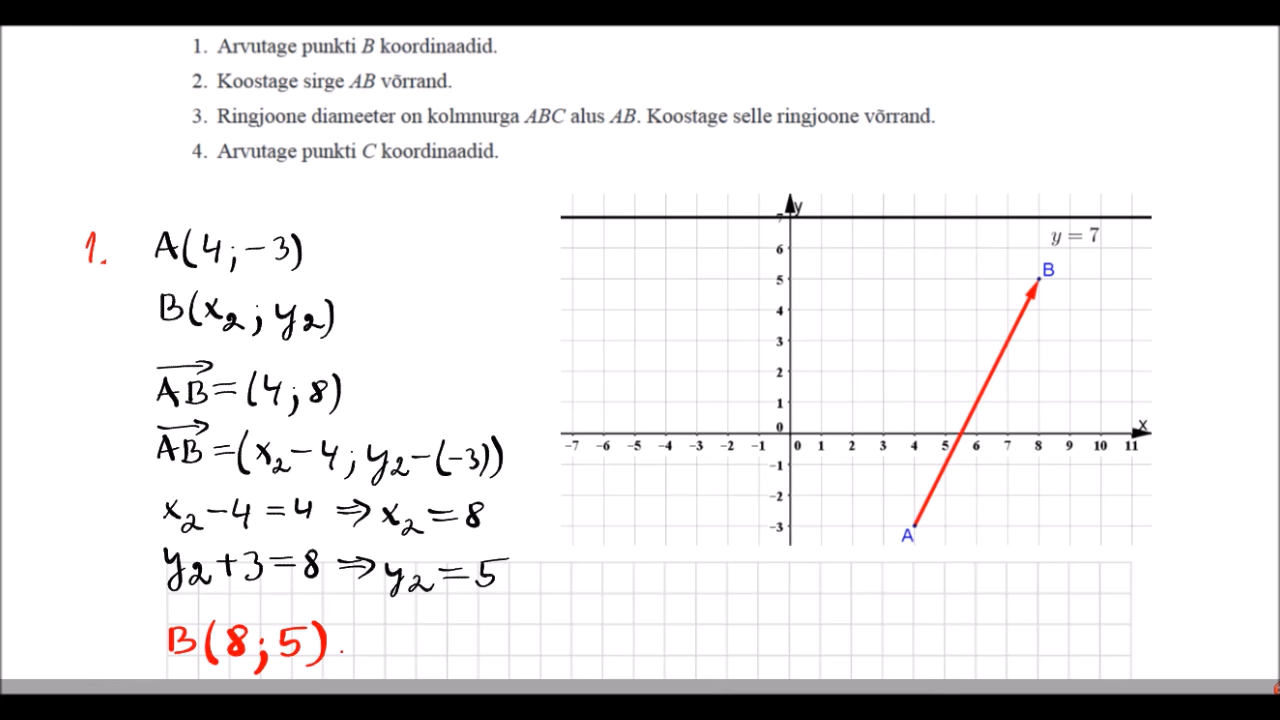 1. Arvutage punkti B koordinaadid.
2. Koostage sirge AB võrrand.
3. Ringjoone diameeter on kolmnurga ABC alus AB. Koostage selle ringjoone võrrand.
4. Arvutage punkti C koordinaadid.
1. A(4;-3)
B(x₂;y₂)
AB⃗=(4;8)
AB⃗=(x₂-4;y₂-(-3))
x₂-4=4 ⇒ x₂=8
y₂+3=8 ⇒ y₂=5
B(8;5).
y
7
y = 7
6
B
5
4
3
2
1
0
x
-7 -6 -5 -4 -3 -2 -1 0 1 2 3 4 5 6 7 8 9 10 11
-1
-2
-3
A